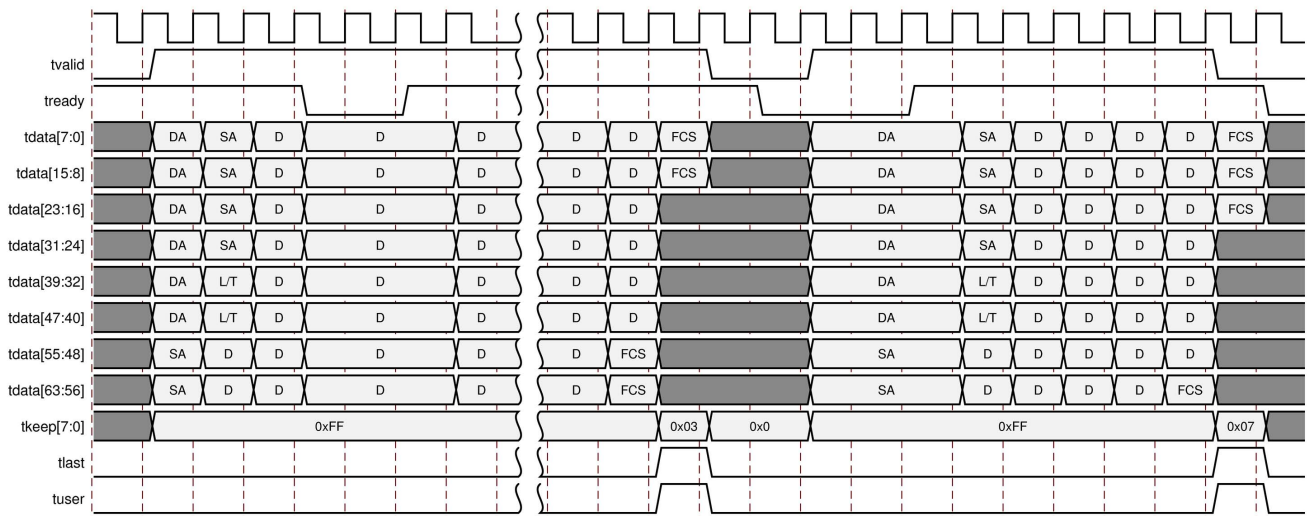 tvalid
tready
tdata[7:0] DA SA D D D D D FCS DA SA D D D D FCS
tdata[15:8] DA SA D D D D D FCS DA SA D D D D FCS
tdata[23:16] DA SA D D D D D DA SA D D D D FCS
tdata[31:24] DA SA D D D D D DA SA D D D D
tdata[39:32] DA L/T D D D D D DA L/T D D D D
tdata[47:40] DA L/T D D D D D DA L/T D D D D
tdata[55:48] SA D D D D D FCS SA D D D D D
tdata[63:56] SA D D D D D FCS SA D D D D FCS
tkeep[7:0] 0xFF 0x03 0x0 0xFF 0x07
tlast
tuser